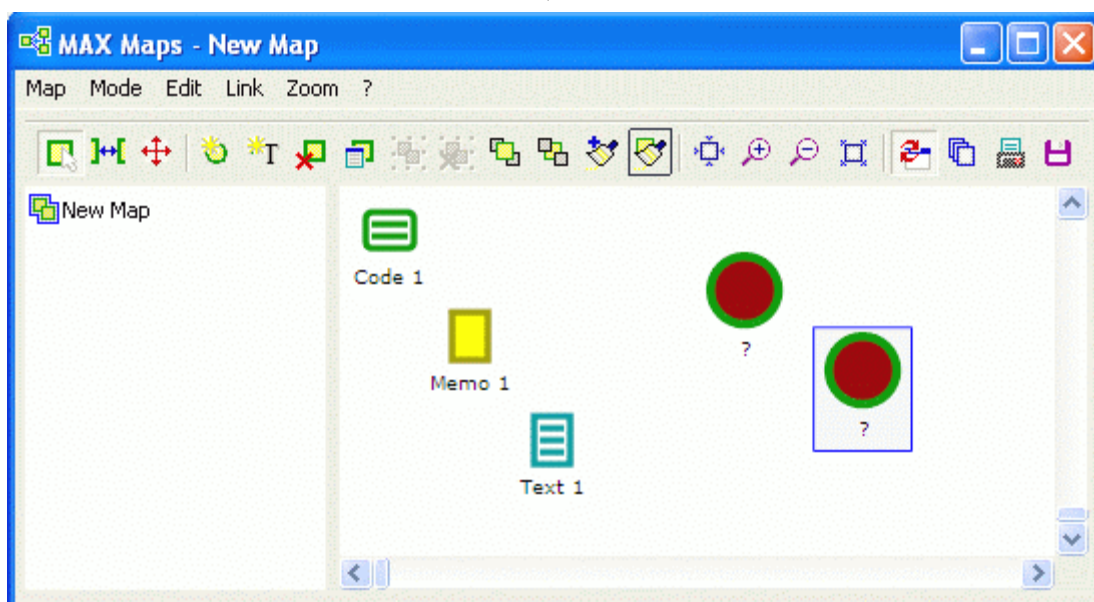 MAX Maps - New Map
Map Mode Edit Link Zoom ?
T
New Map
Code 1
Memo 1
Text 1
?
?